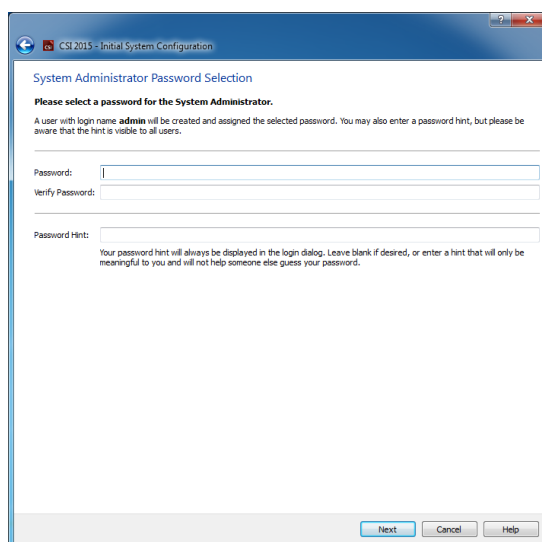 CSI 2015 - Initial System Configuration
System Administrator Password Selection
Please select a password for the System Administrator.
A user with login name admin will be created and assigned the selected password. You may also enter a password hint, but please be
aware that the hint is visible to all users.
Password:
Verify Password:
Password Hint:
Your password hint will always be displayed in the login dialog. Leave blank if desired, or enter a hint that will only be
meaningful to you and will not help someone else guess your password.
Next Cancel Help